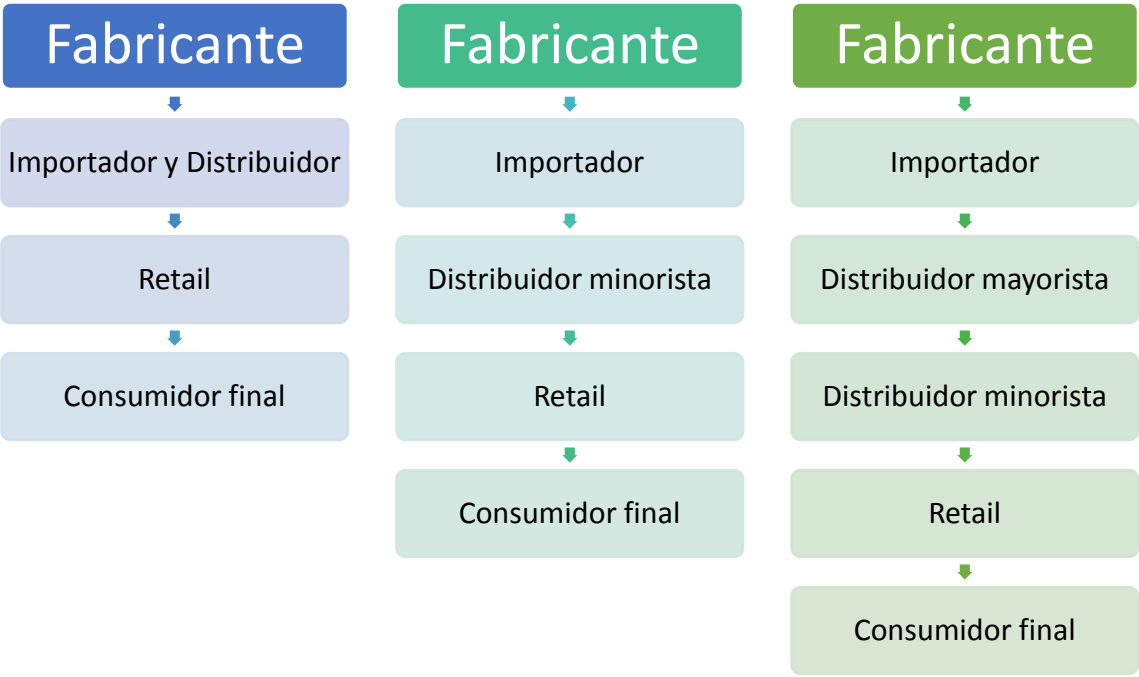 Fabricante
Importador y Distribuidor
Retail
Consumidor final
Fabricante
Importador
Distribuidor minorista
Retail
Consumidor final
Fabricante
Importador
Distribuidor mayorista
Distribuidor minorista
Retail
Consumidor final